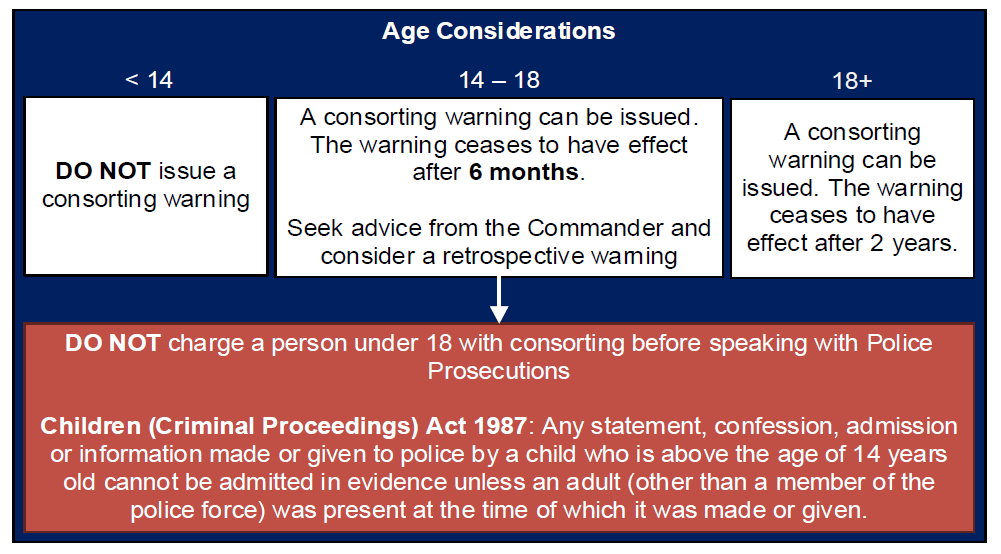 Age Considerations
< 14
14 – 18
18+
DO NOT issue a
consorting warning
A consorting warning can be issued.
The warning ceases to have effect
after 6 months.
Seek advice from the Commander and
consider a retrospective warning
A consorting
warning can be
issued. The warning
ceases to have
effect after 2 years.
DO NOT charge a person under 18 with consorting before speaking with Police
Prosecutions
Children (Criminal Proceedings) Act 1987: Any statement, confession, admission
or information made or given to police by a child who is above the age of 14 years
old cannot be admitted in evidence unless an adult (other than a member of the
police force) was present at the time of which it was made or given.